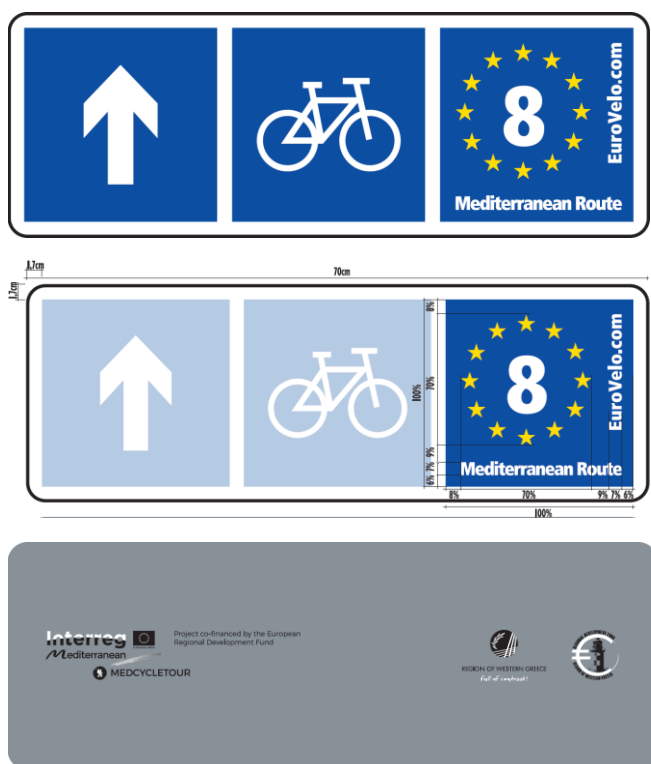 8
EuroVelo.com
Mediterranean Route
1,7cm
70cm
1,7cm
8%
70%
100%
9%
7%
6%
8
EuroVelo.com
Mediterranean Route
8%
70%
9%
7%
6%
100%
Interreg
Mediterranean
MEDCYCLETOUR
Project co-financed by the European
Regional Development Fund
REGION OF WESTERN GREECE
full of contrast!